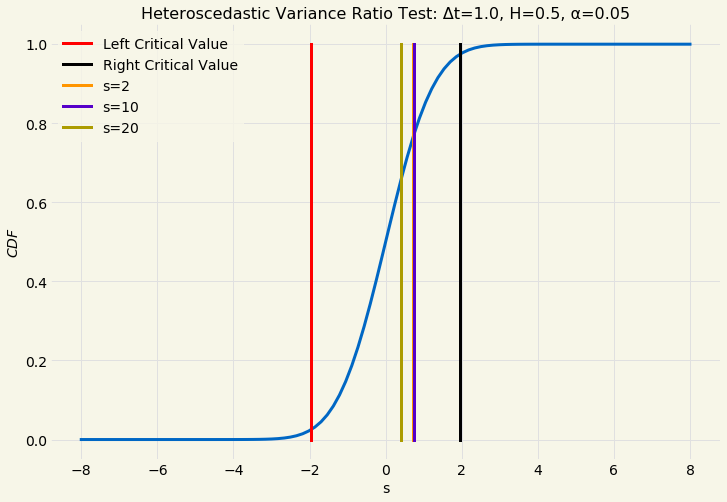 Heteroscedastic Variance Ratio Test: Δt=1.0, H=0.5, α=0.05
Left Critical Value
Right Critical Value
s=2
s=10
s=20
CDF
1.0
0.8
0.6
0.4
0.2
0.0
−8 −6 −4 −2 0 2 4 6 8
s